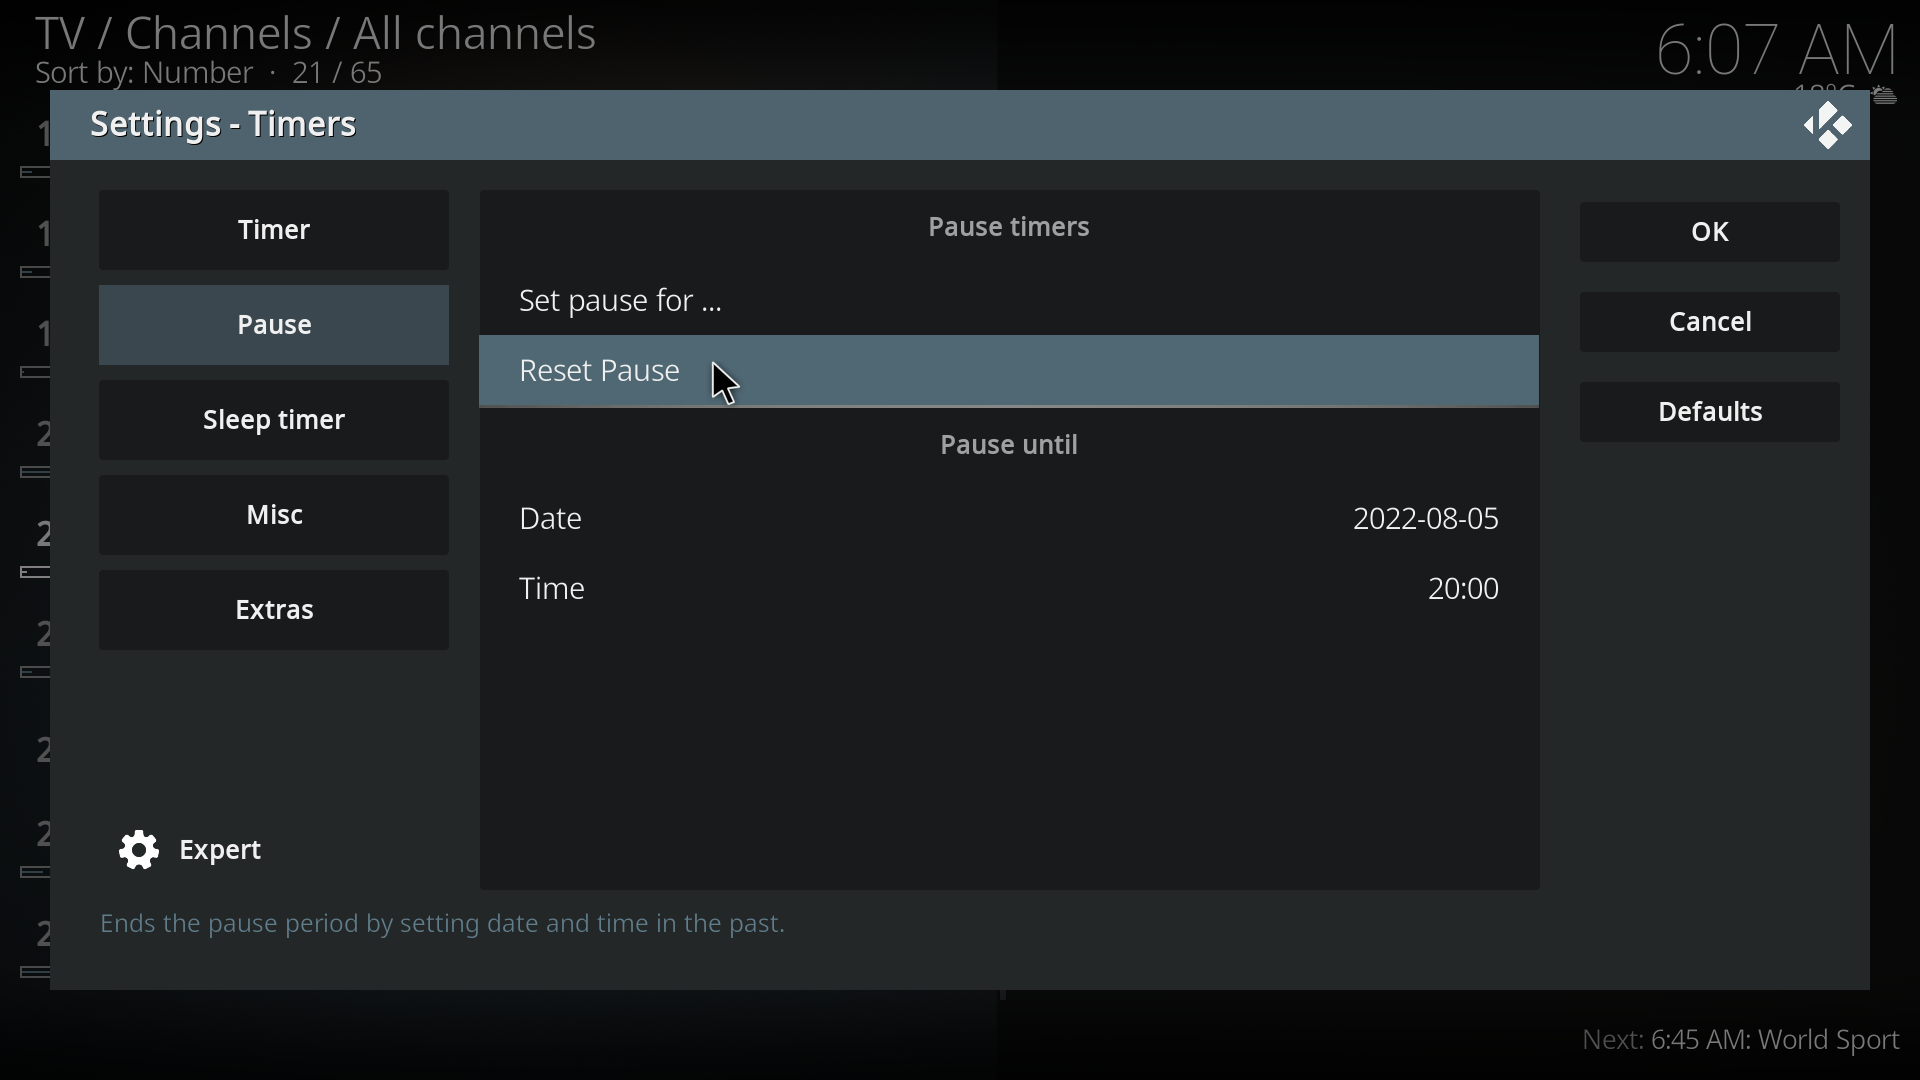 TV / Channels / All channels
Sort by: Number · 21 / 65
6:07 AM
Settings - Timers
Timer
Pause
Sleep timer
Misc
Extras
Expert
Pause timers
Set pause for ...
Reset Pause
Pause until
Date 2022-08-05
Time 20:00
OK
Cancel
Defaults
Ends the pause period by setting date and time in the past.
Next: 6:45 AM: World Sport